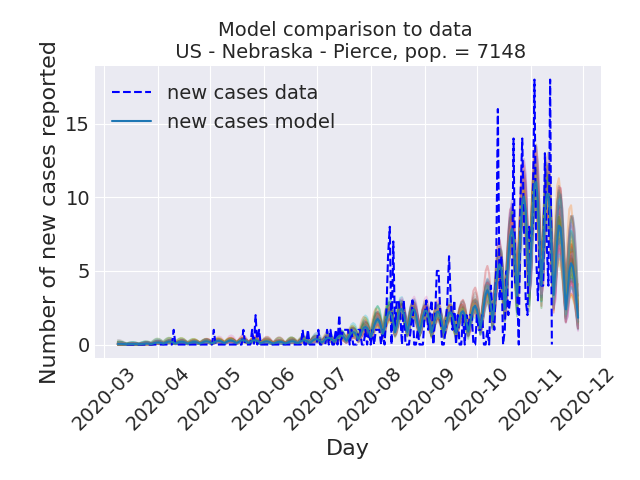 Model comparison to data
US - Nebraska - Pierce, pop. = 7148
new cases data
new cases model
Number of new cases reported
15
10
5
0
2020-03
2020-04
2020-05
2020-06
2020-07
2020-08
2020-09
2020-10
2020-11
2020-12
Day